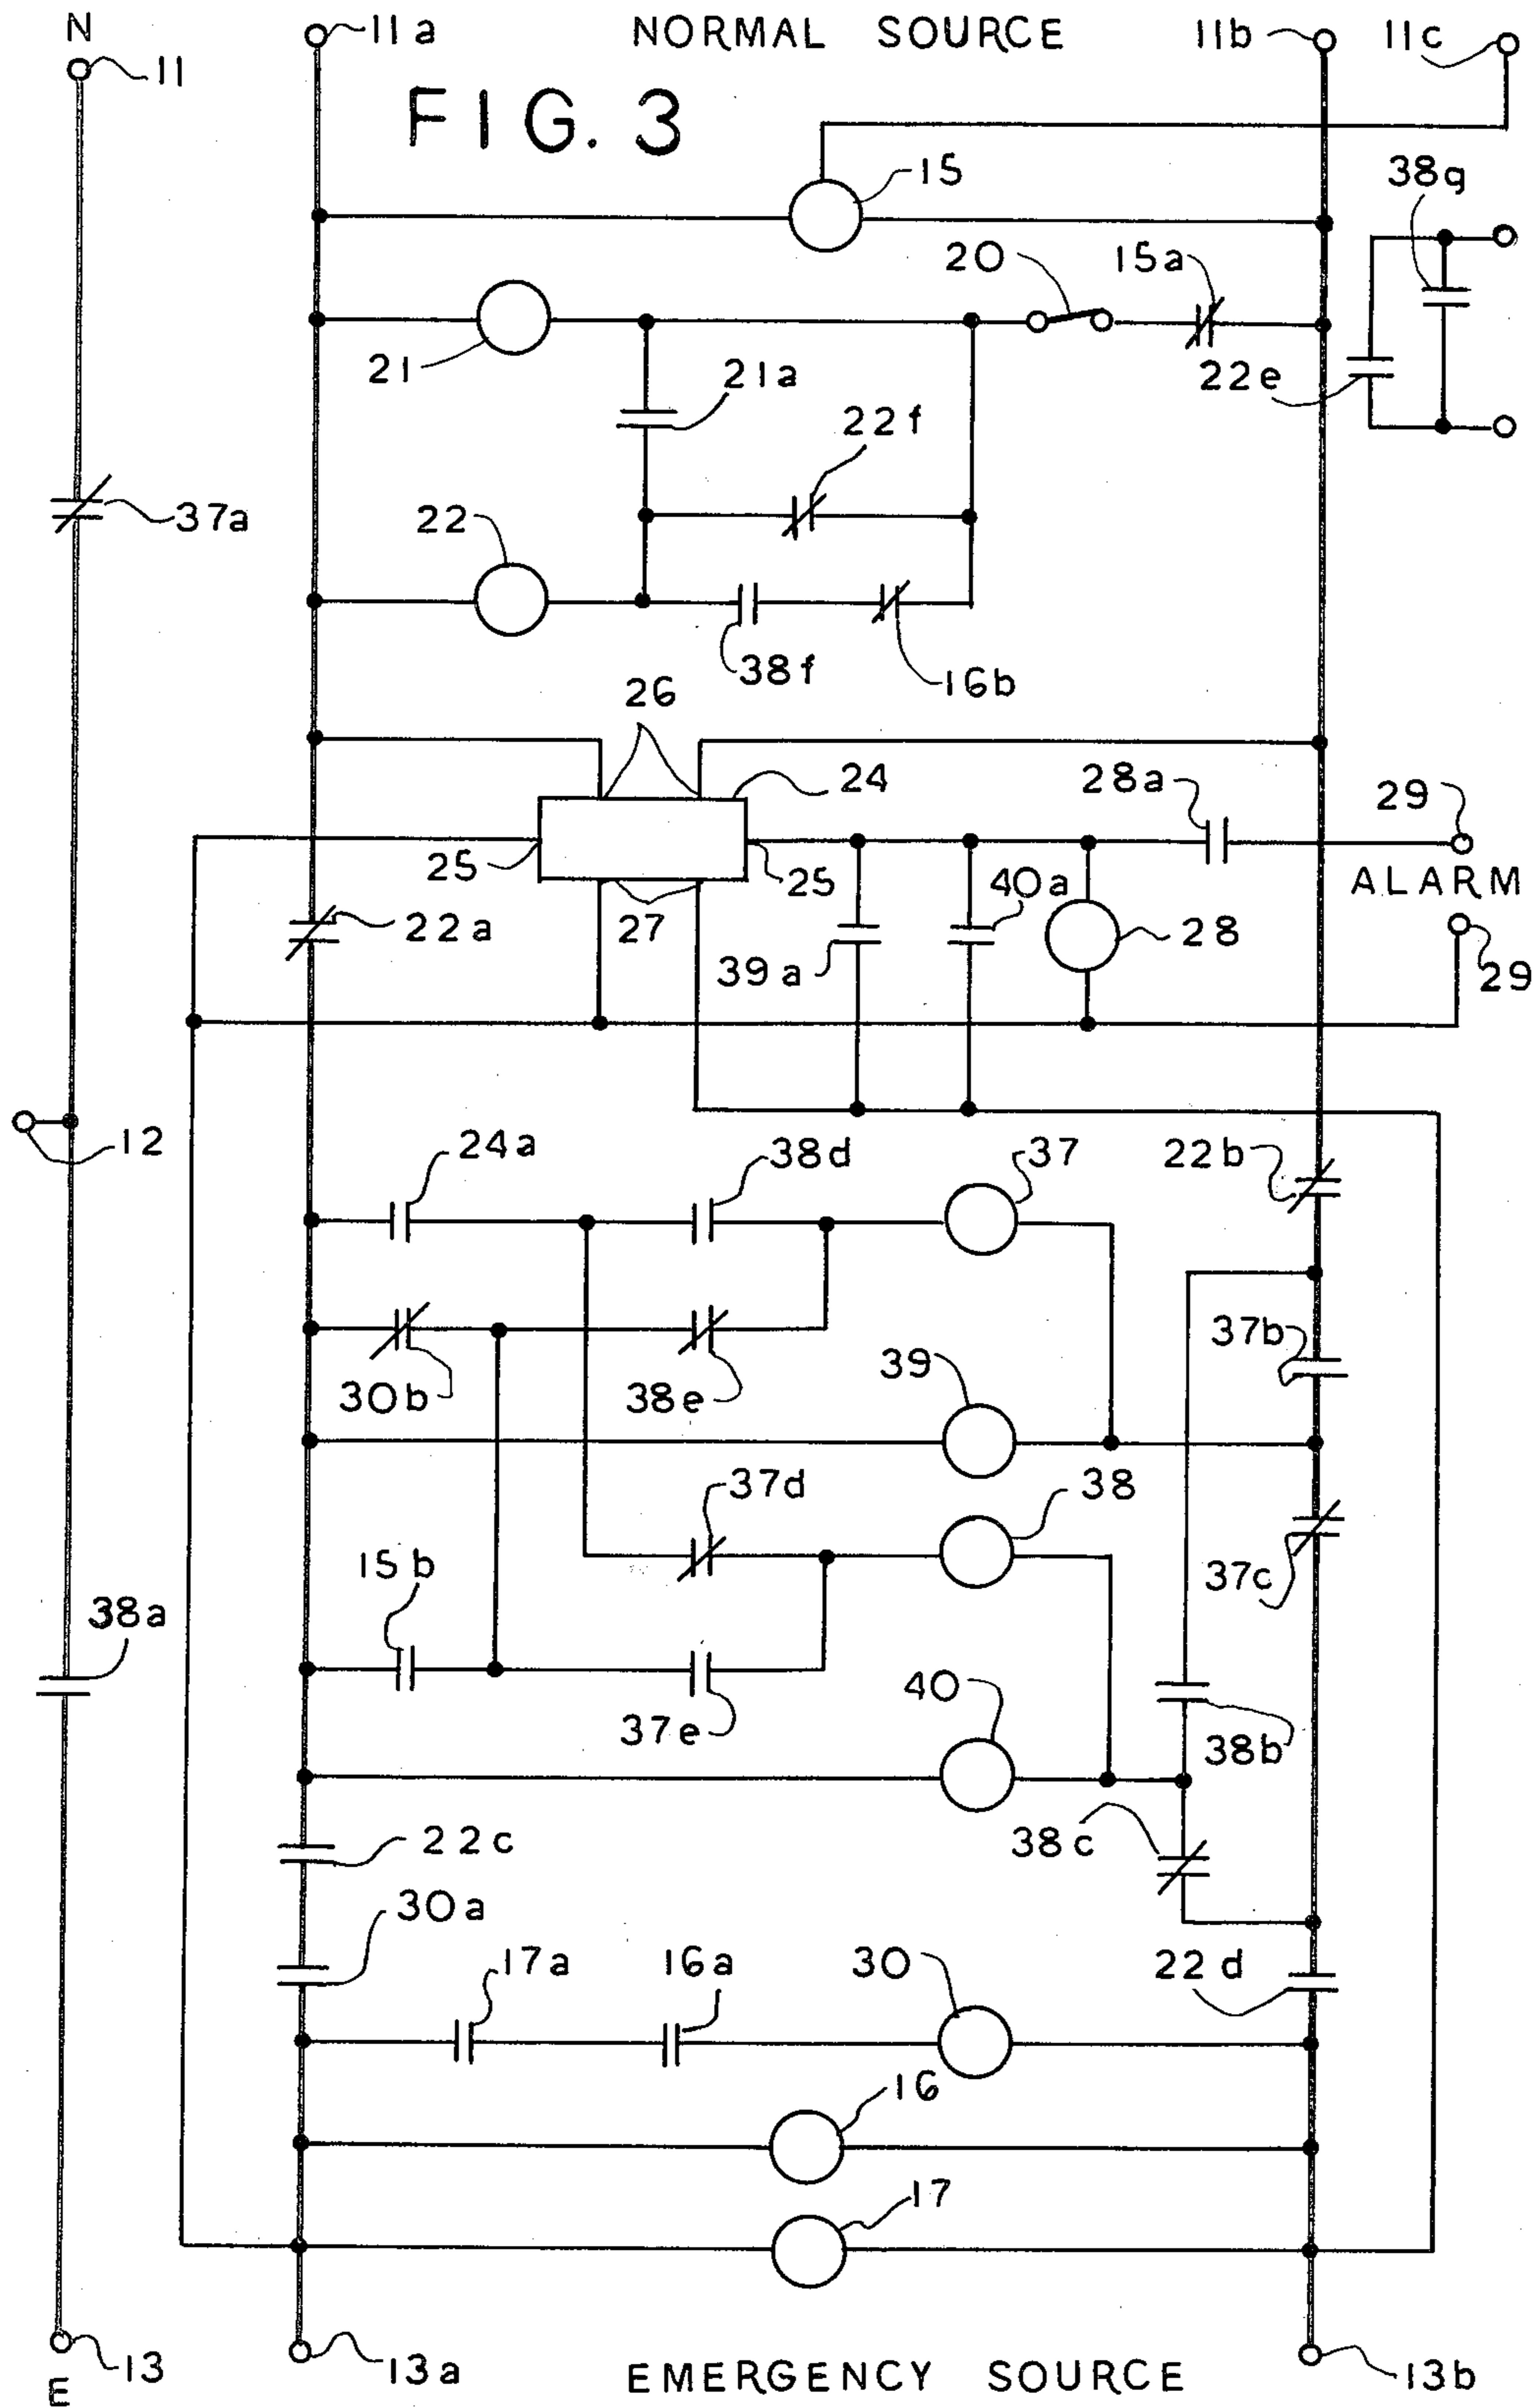 N
11
11a
NORMAL SOURCE
11b
11c
FIG. 3
15
38g
20
15a
21
21a
22e
22f
37a
22
38f
16b
26
24
28a
29
25
25
40a
ALARM
22a
27
39a
28
29
12
24a
38d
37
22b
37b
30b
38e
39
37d
38
15b
37c
38a
40
37e
38b
22c
38c
30a
17a
16a
30
22d
16
17
13
13a
EMERGENCY SOURCE
13b
E